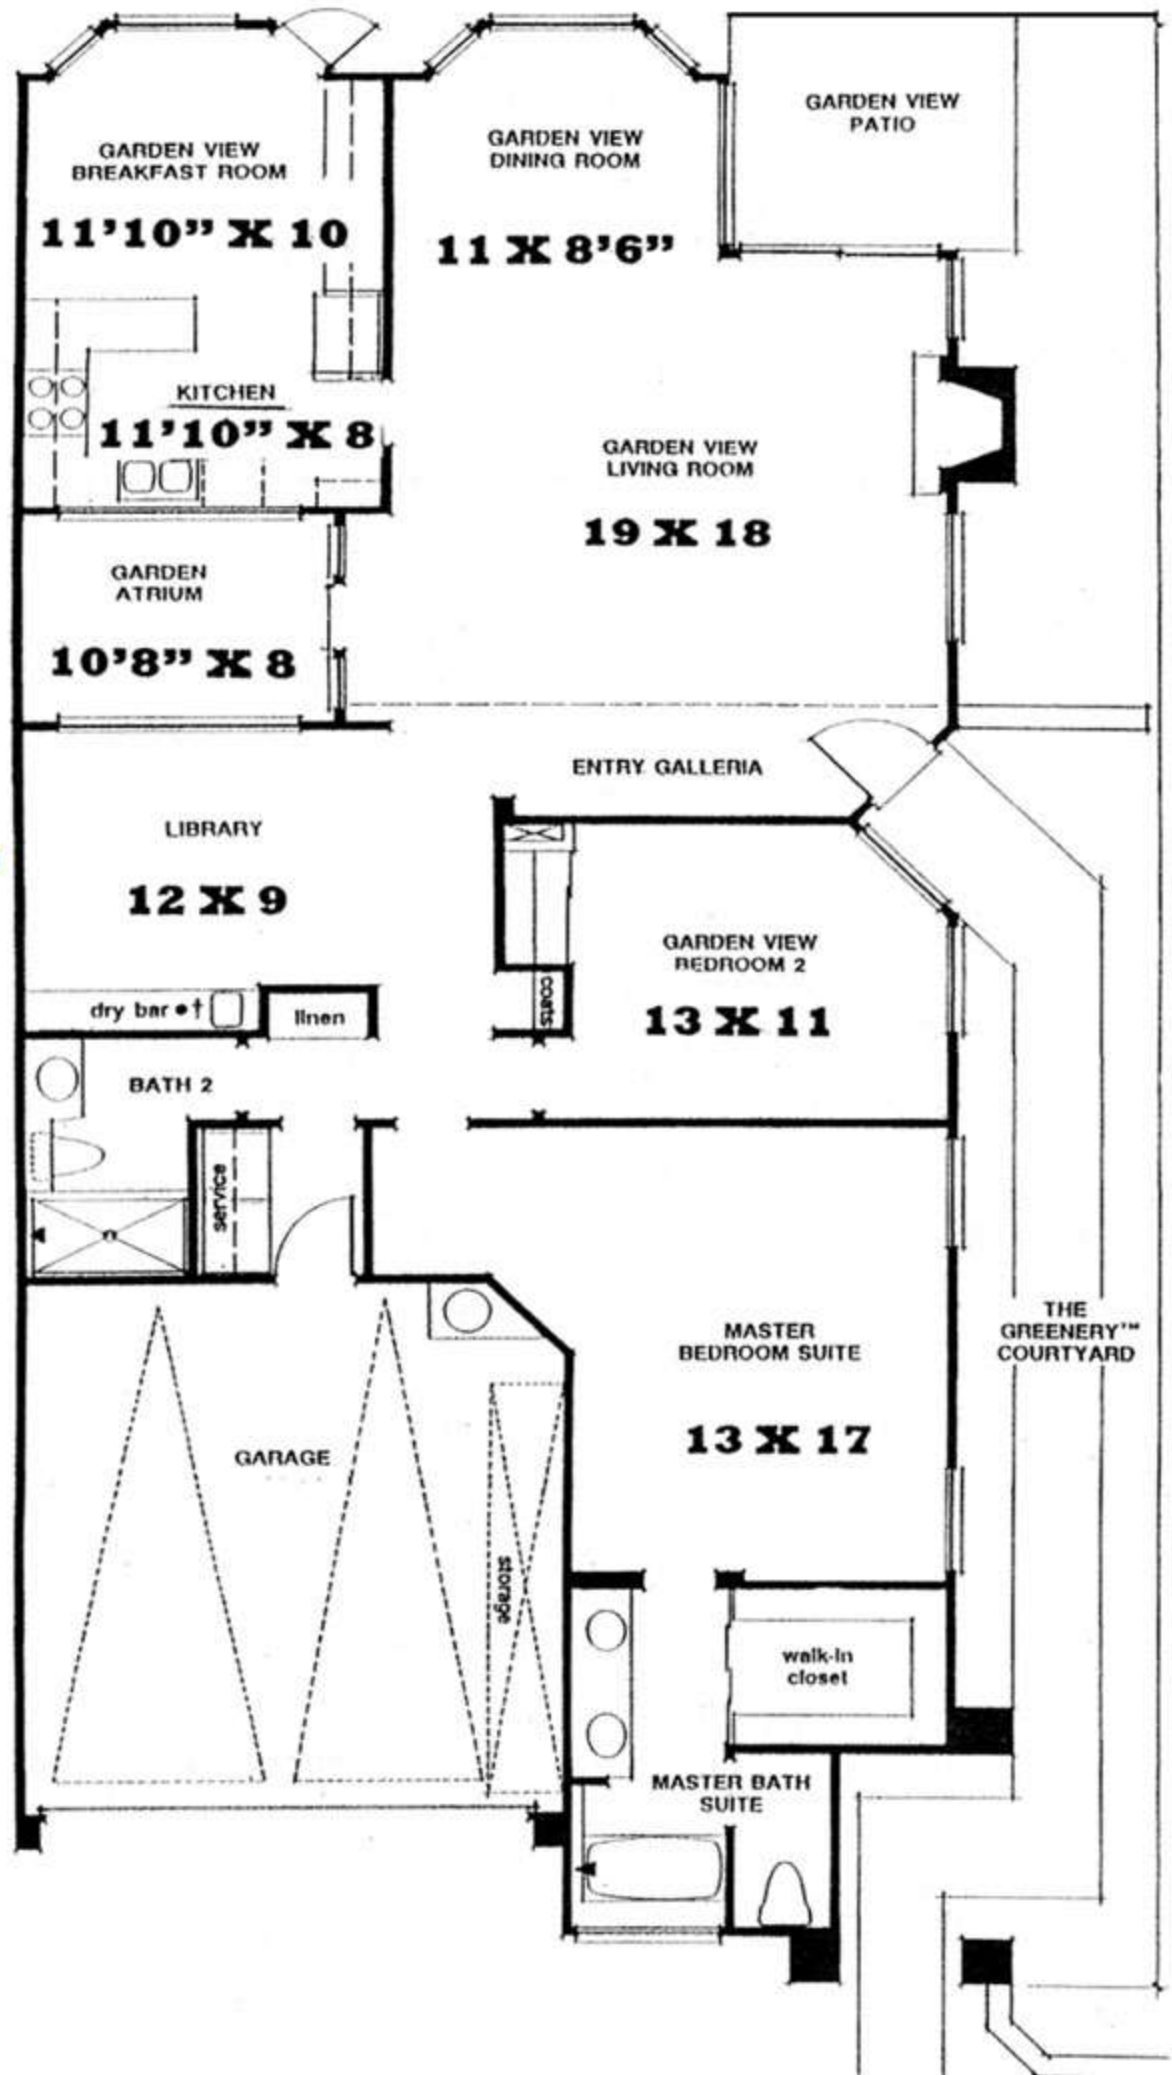 GARDEN VIEW
BREAKFAST ROOM
11'10" X 10
GARDEN VIEW
DINING ROOM
11 X 8'6"
GARDEN VIEW
PATIO
KITCHEN
11'10" X 8
GARDEN VIEW
LIVING ROOM
19 X 18
GARDEN
ATRIUM
10'8" X 8
ENTRY GALLERIA
LIBRARY
12 X 9
GARDEN VIEW
BEDROOM 2
13 X 11
dry bar •†
linen
coats
BATH 2
service
MASTER
BEDROOM SUITE
13 X 17
THE
GREENERY™
COURTYARD
GARAGE
storage
walk-in
closet
MASTER BATH
SUITE